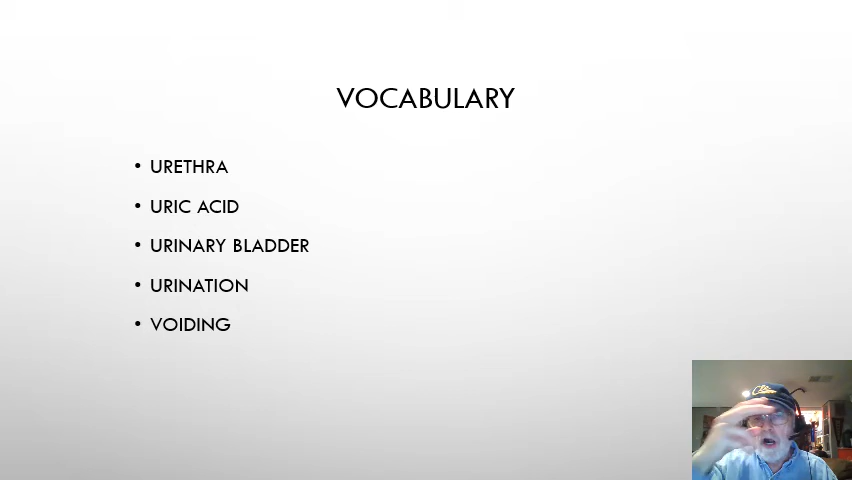 VOCABULARY
• URETHRA
• URIC ACID
• URINARY BLADDER
• URINATION
• VOIDING